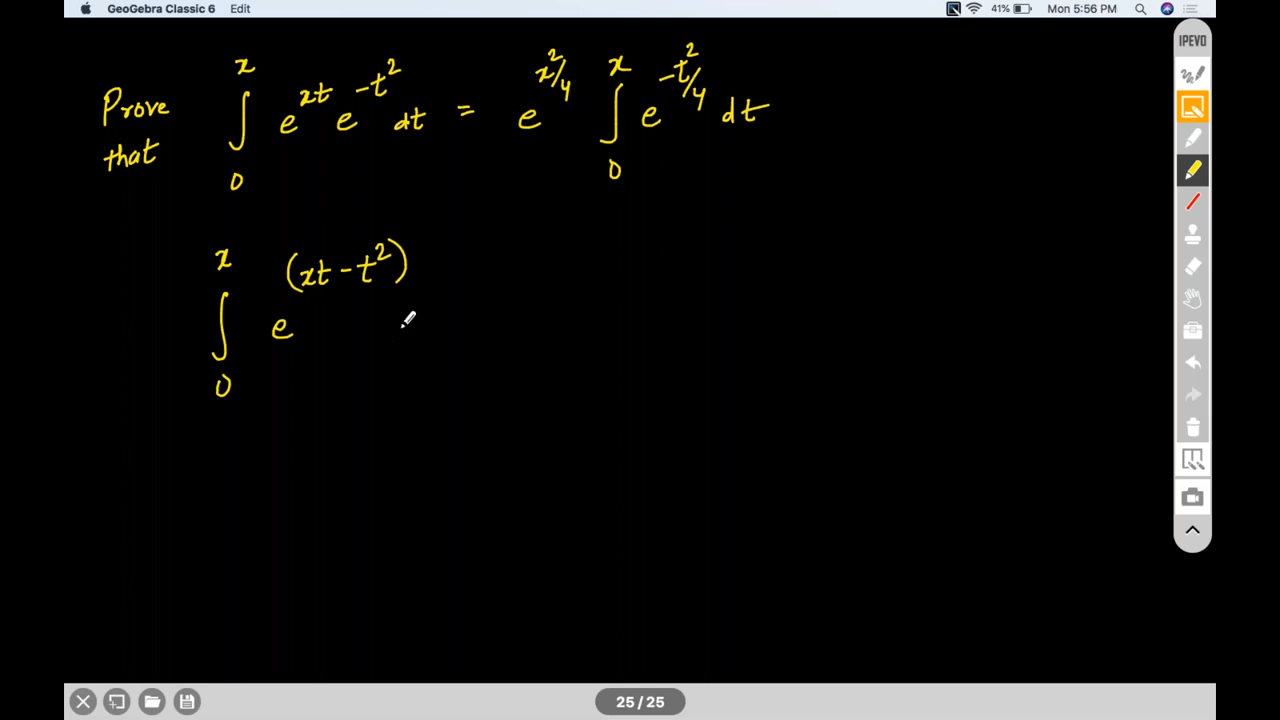 GeoGebra Classic 6 Edit 41% Mon 5:56 PM
IPEVO
Prove that ∫₀ˣ e^{xt} e^{-t²} dt = e^{x²/4} ∫₀ˣ e^{-t²/4} dt
∫₀ˣ e^{(xt-t²)}
25/25